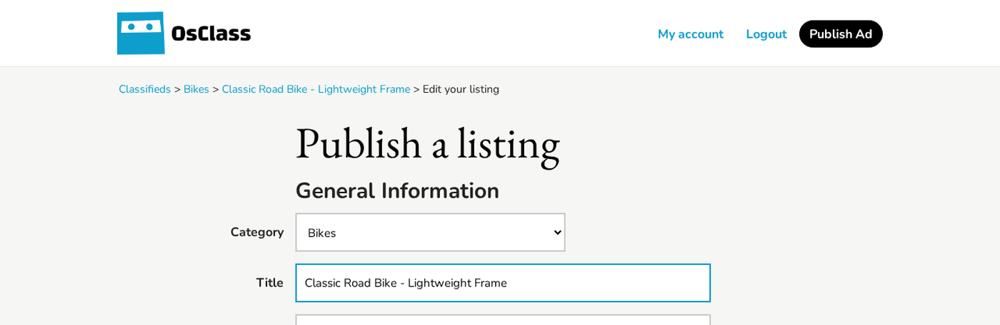 OsClass
My account Logout Publish Ad
Classifieds > Bikes > Classic Road Bike - Lightweight Frame > Edit your listing
Publish a listing
General Information
Category Bikes
Title Classic Road Bike - Lightweight Frame